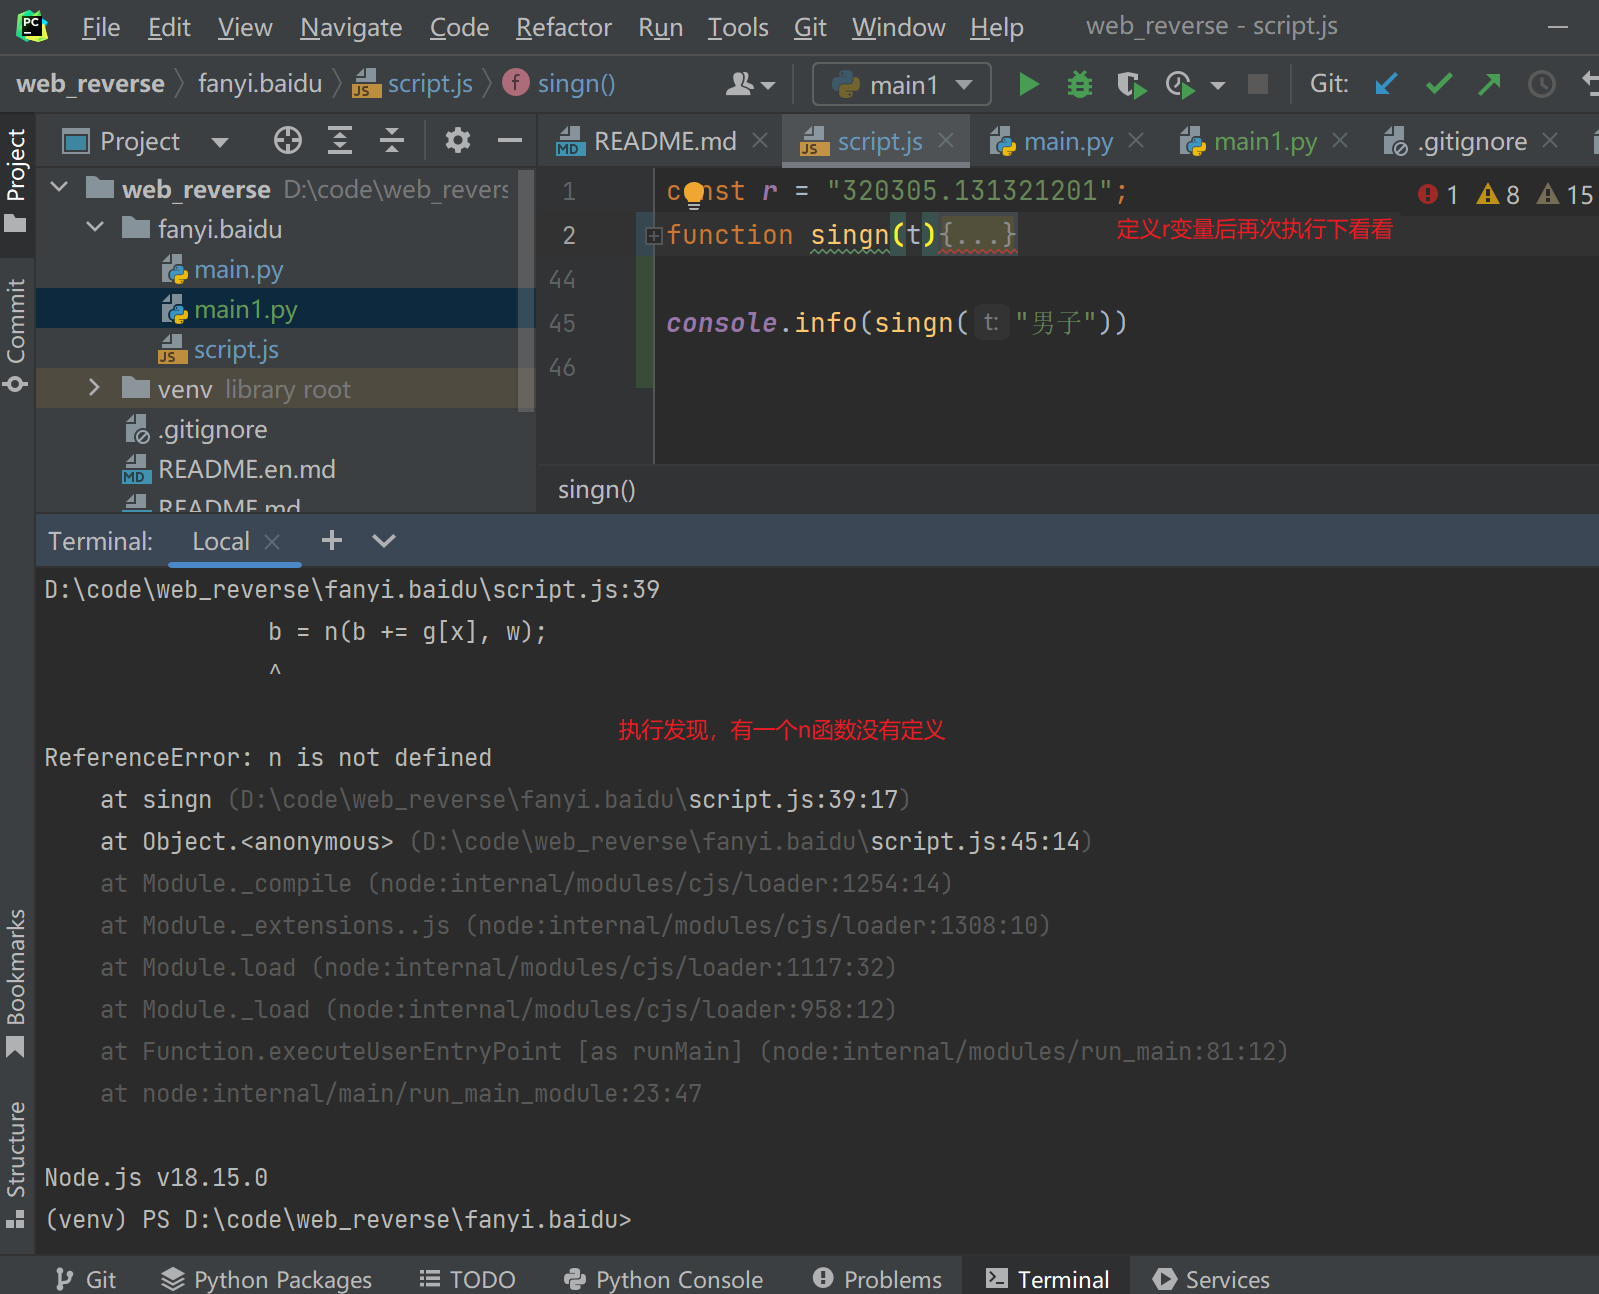 PC File Edit View Navigate Code Refactor Run Tools Git Window Help web_reverse - script.js
web_reverse fanyi.baidu script.js f singn() main1 Git:
Project README.md script.js main.py main1.py .gitignore
web_reverse D:\code\web_revers
fanyi.baidu
main.py
main1.py
script.js
venv library root
.gitignore
README.en.md
README.md
1 const r = "320305.131321201"; 1 8 15
2 function singn(t){...} 定义r变量后再次执行下看看
44
45 console.info(singn( t: "男子"))
46
singn()
Project
Commit
Bookmarks
Structure
Terminal: Local
D:\code\web_reverse\fanyi.baidu\script.js:39
b = n(b += g[x], w);
^
执行发现，有一个n函数没有定义
ReferenceError: n is not defined
at singn (D:\code\web_reverse\fanyi.baidu\script.js:39:17)
at Object.<anonymous> (D:\code\web_reverse\fanyi.baidu\script.js:45:14)
at Module._compile (node:internal/modules/cjs/loader:1254:14)
at Module._extensions..js (node:internal/modules/cjs/loader:1308:10)
at Module.load (node:internal/modules/cjs/loader:1117:32)
at Module._load (node:internal/modules/cjs/loader:958:12)
at Function.executeUserEntryPoint [as runMain] (node:internal/modules/run_main:81:12)
at node:internal/main/run_main_module:23:47
Node.js v18.15.0
(venv) PS D:\code\web_reverse\fanyi.baidu>
Git Python Packages TODO Python Console Problems Terminal Services